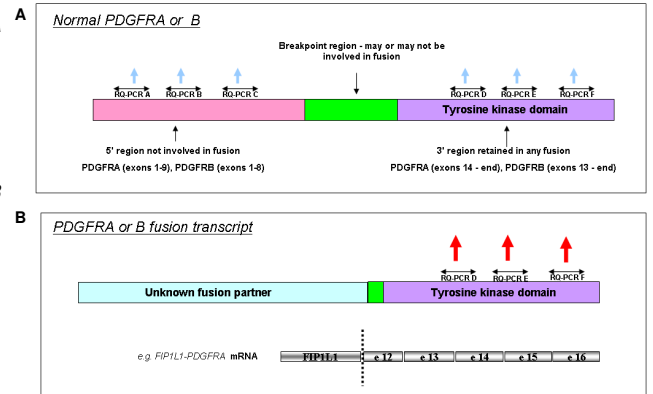 A
Normal PDGFRA or B
Breakpoint region - may or may not be
involved in fusion
RQ-PCR A
RQ-PCR B
RQ-PCR C
RQ-PCR D
RQ-PCR E
RQ-PCR F
Tyrosine kinase domain
5' region not involved in fusion
3' region retained in any fusion
PDGFRA (exons 1-9), PDGFRB (exons 1-8)
PDGFRA (exons 14 - end), PDGFRB (exons 13 - end)
B
PDGFRA or B fusion transcript
RQ-PCR D
RQ-PCR E
RQ-PCR F
Unknown fusion partner
Tyrosine kinase domain
e.g. FIP1L1-PDGFRA mRNA
FIP1L1
e 12
e 13
e 14
e 15
e 16